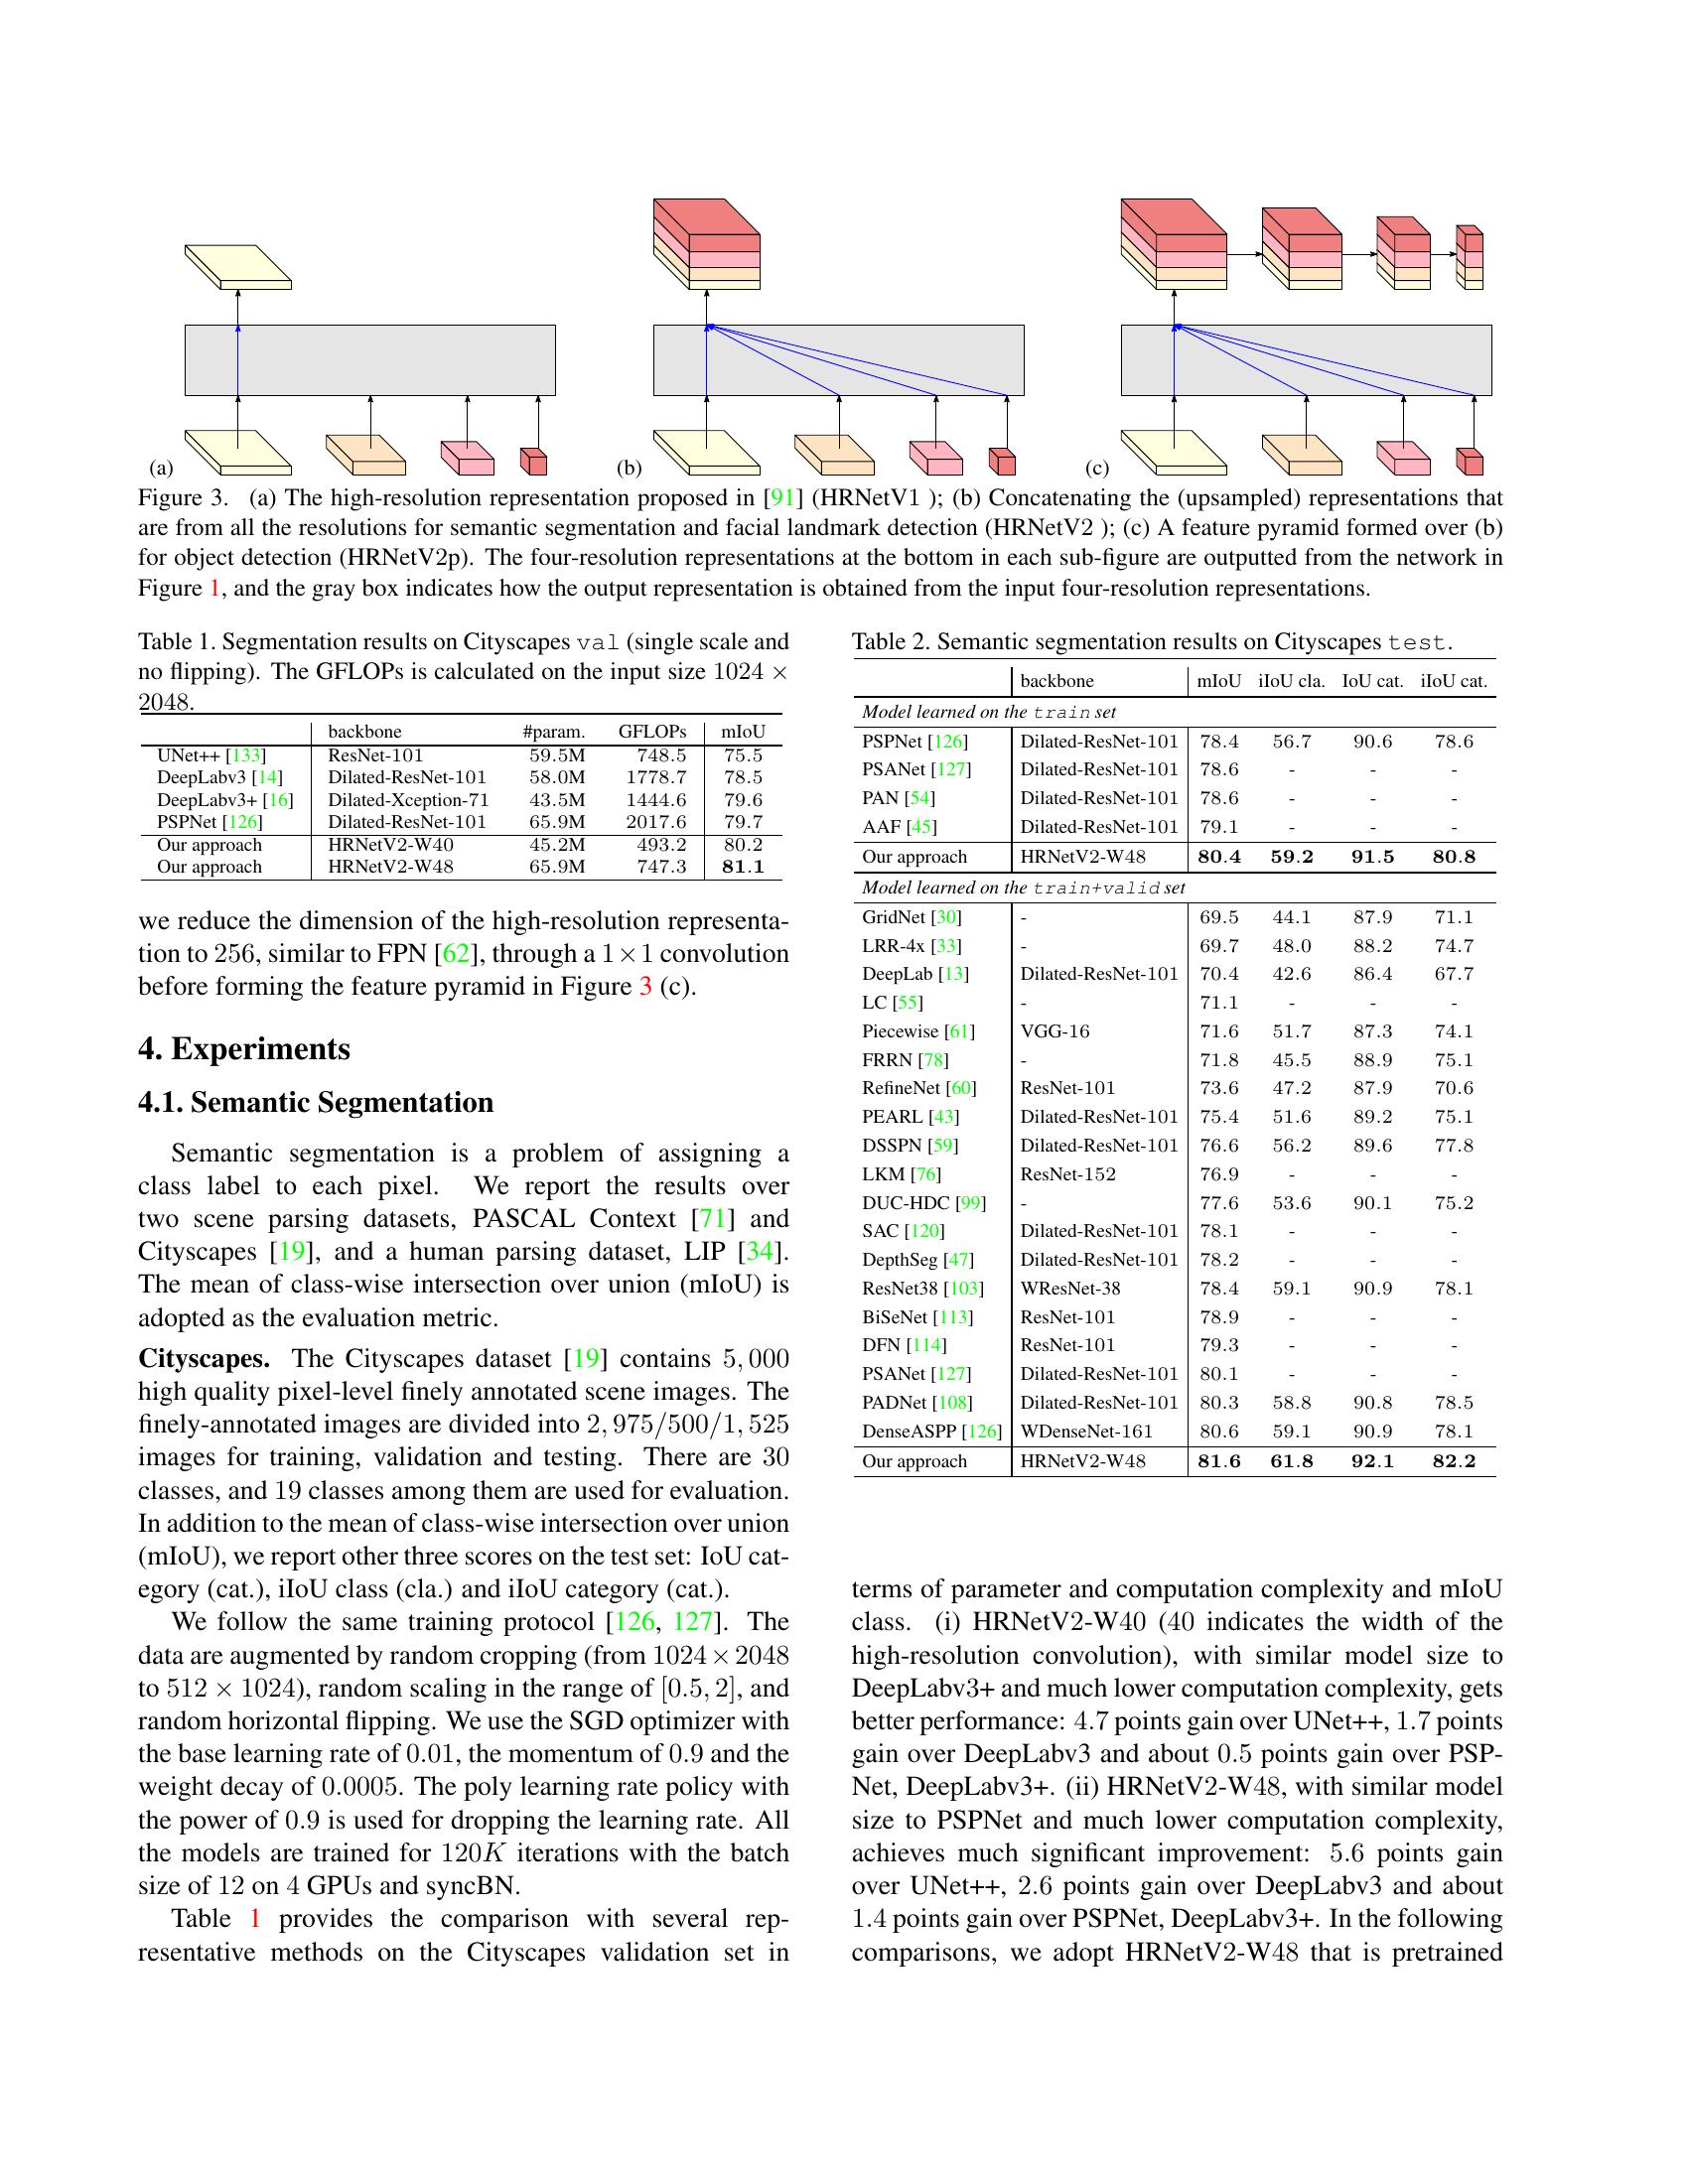 (a)
(b)
(c)
Figure 3. (a) The high-resolution representation proposed in [91] (HRNetV1 ); (b) Concatenating the (upsampled) representations that
are from all the resolutions for semantic segmentation and facial landmark detection (HRNetV2 ); (c) A feature pyramid formed over (b)
for object detection (HRNetV2p). The four-resolution representations at the bottom in each sub-figure are outputted from the network in
Figure 1, and the gray box indicates how the output representation is obtained from the input four-resolution representations.
Table 1. Segmentation results on Cityscapes val (single scale and
no flipping). The GFLOPs is calculated on the input size 1024 ×
2048.
backbone #param. GFLOPs mIoU
UNet++ [133] ResNet-101 59.5M 748.5 75.5
DeepLabv3 [14] Dilated-ResNet-101 58.0M 1778.7 78.5
DeepLabv3+ [16] Dilated-Xception-71 43.5M 1444.6 79.6
PSPNet [126] Dilated-ResNet-101 65.9M 2017.6 79.7
Our approach HRNetV2-W40 45.2M 493.2 80.2
Our approach HRNetV2-W48 65.9M 747.3 81.1
we reduce the dimension of the high-resolution representa-
tion to 256, similar to FPN [62], through a 1×1 convolution
before forming the feature pyramid in Figure 3 (c).
4. Experiments
4.1. Semantic Segmentation
Semantic segmentation is a problem of assigning a
class label to each pixel. We report the results over
two scene parsing datasets, PASCAL Context [71] and
Cityscapes [19], and a human parsing dataset, LIP [34].
The mean of class-wise intersection over union (mIoU) is
adopted as the evaluation metric.
Cityscapes. The Cityscapes dataset [19] contains 5, 000
high quality pixel-level finely annotated scene images. The
finely-annotated images are divided into 2, 975/500/1, 525
images for training, validation and testing. There are 30
classes, and 19 classes among them are used for evaluation.
In addition to the mean of class-wise intersection over union
(mIoU), we report other three scores on the test set: IoU cat-
egory (cat.), iIoU class (cla.) and iIoU category (cat.).
We follow the same training protocol [126, 127]. The
data are augmented by random cropping (from 1024 × 2048
to 512 × 1024), random scaling in the range of [0.5, 2], and
random horizontal flipping. We use the SGD optimizer with
the base learning rate of 0.01, the momentum of 0.9 and the
weight decay of 0.0005. The poly learning rate policy with
the power of 0.9 is used for dropping the learning rate. All
the models are trained for 120K iterations with the batch
size of 12 on 4 GPUs and syncBN.
Table 1 provides the comparison with several rep-
resentative methods on the Cityscapes validation set in
Table 2. Semantic segmentation results on Cityscapes test.
backbone mIoU iIoU cla. IoU cat. iIoU cat.
Model learned on the train set
PSPNet [126] Dilated-ResNet-101 78.4 56.7 90.6 78.6
PSANet [127] Dilated-ResNet-101 78.6 - - -
PAN [54] Dilated-ResNet-101 78.6 - - -
AAF [45] Dilated-ResNet-101 79.1 - - -
Our approach HRNetV2-W48 80.4 59.2 91.5 80.8
Model learned on the train+valid set
GridNet [30] - 69.5 44.1 87.9 71.1
LRR-4x [33] - 69.7 48.0 88.2 74.7
DeepLab [13] Dilated-ResNet-101 70.4 42.6 86.4 67.7
LC [55] - 71.1 - - -
Piecewise [61] VGG-16 71.6 51.7 87.3 74.1
FRRN [78] - 71.8 45.5 88.9 75.1
RefineNet [60] ResNet-101 73.6 47.2 87.9 70.6
PEARL [43] Dilated-ResNet-101 75.4 51.6 89.2 75.1
DSSPN [59] Dilated-ResNet-101 76.6 56.2 89.6 77.8
LKM [76] ResNet-152 76.9 - - -
DUC-HDC [99] - 77.6 53.6 90.1 75.2
SAC [120] Dilated-ResNet-101 78.1 - - -
DepthSeg [47] Dilated-ResNet-101 78.2 - - -
ResNet38 [103] WResNet-38 78.4 59.1 90.9 78.1
BiSeNet [113] ResNet-101 78.9 - - -
DFN [114] ResNet-101 79.3 - - -
PSANet [127] Dilated-ResNet-101 80.1 - - -
PADNet [108] Dilated-ResNet-101 80.3 58.8 90.8 78.5
DenseASPP [126] WDenseNet-161 80.6 59.1 90.9 78.1
Our approach HRNetV2-W48 81.6 61.8 92.1 82.2
terms of parameter and computation complexity and mIoU
class. (i) HRNetV2-W40 (40 indicates the width of the
high-resolution convolution), with similar model size to
DeepLabv3+ and much lower computation complexity, gets
better performance: 4.7 points gain over UNet++, 1.7 points
gain over DeepLabv3 and about 0.5 points gain over PSP-
Net, DeepLabv3+. (ii) HRNetV2-W48, with similar model
size to PSPNet and much lower computation complexity,
achieves much significant improvement: 5.6 points gain
over UNet++, 2.6 points gain over DeepLabv3 and about
1.4 points gain over PSPNet, DeepLabv3+. In the following
comparisons, we adopt HRNetV2-W48 that is pretrained